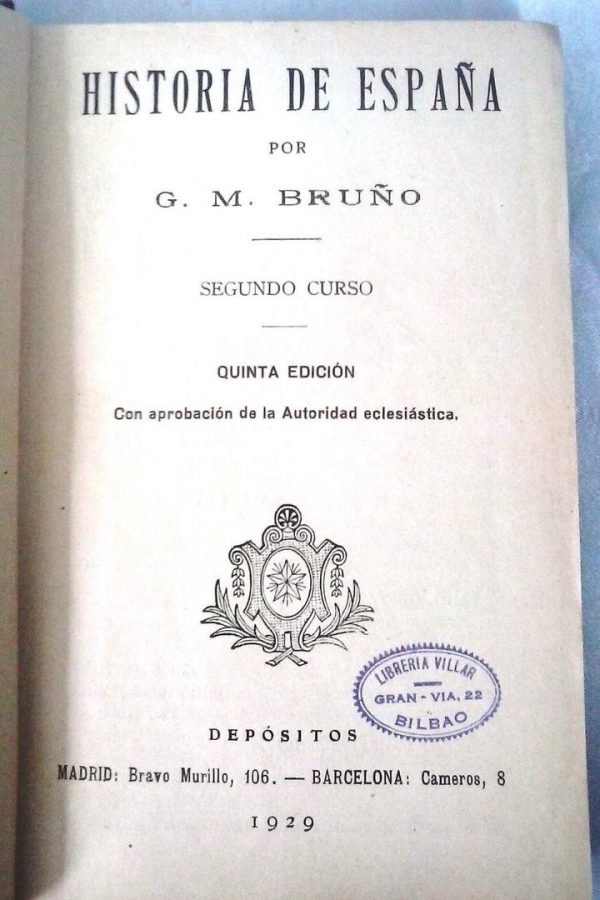 HISTORIA DE ESPAÑA
POR
G. M. BRUÑO
SEGUNDO CURSO
QUINTA EDICIÓN
Con aprobación de la Autoridad eclesiástica.
LIBRERIA VILLAR
GRAN - VIA, 22
BILBAO
DEPÓSITOS
MADRID: Bravo Murillo, 106. — BARCELONA: Cameros, 8
1929